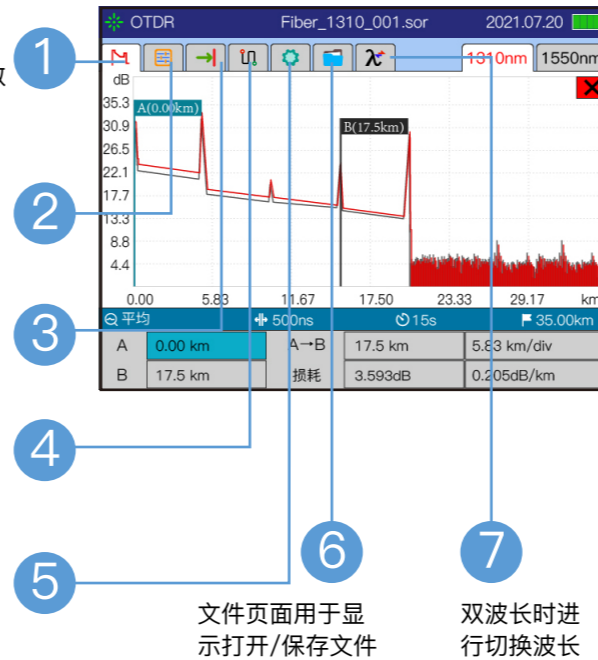 OTDR Fiber_1310_001.sor 2021.07.20
1
数
1310nm 1550nm
dB
35.3
30.9
26.5
22.1
17.7
13.3
8.8
4.4
A(0.00km)
B(17.5km)
2
0.00 5.83 11.67 17.50 23.33 29.17 km
3
平均 500ns 15s 35.00km
A 0.00 km A→B 17.5 km 5.83 km/div
B 17.5 km 损耗 3.593dB 0.205dB/km
4
5
6
7
文件页面用于显
示打开/保存文件
双波长时进
行切换波长